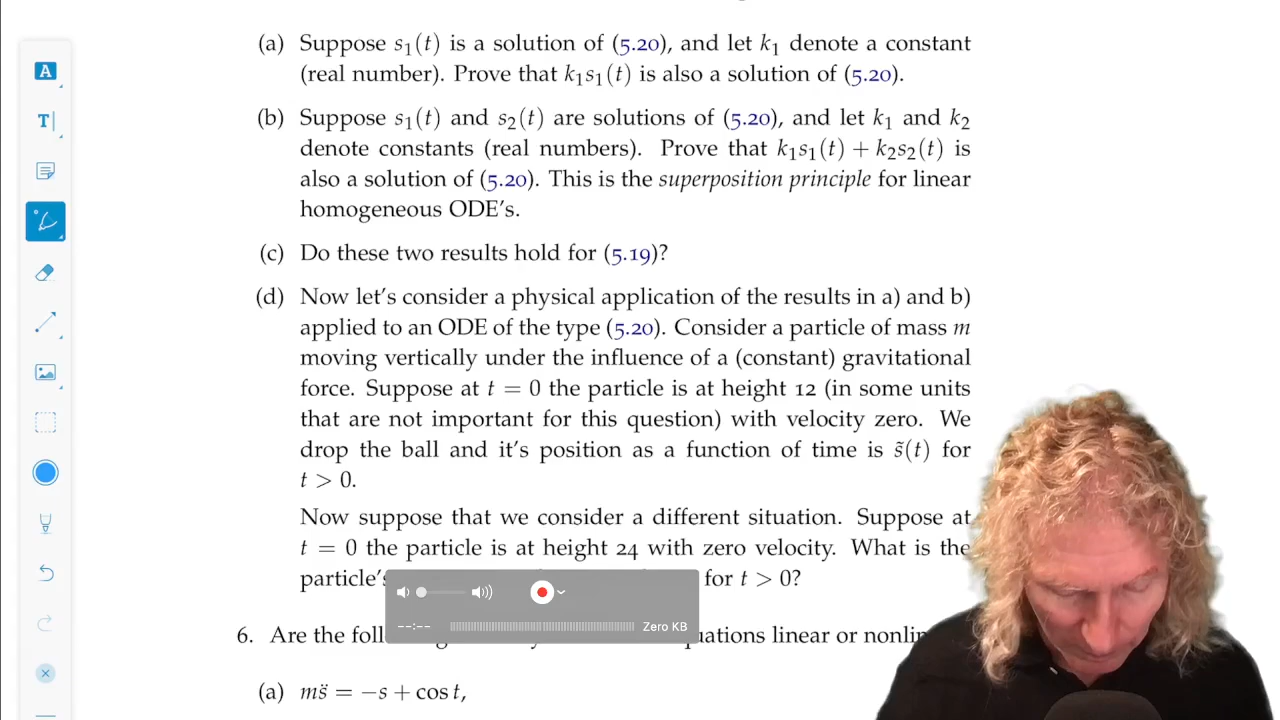 (a) Suppose s₁(t) is a solution of (5.20), and let k₁ denote a constant
(real number). Prove that k₁s₁(t) is also a solution of (5.20).
(b) Suppose s₁(t) and s₂(t) are solutions of (5.20), and let k₁ and k₂
denote constants (real numbers). Prove that k₁s₁(t) + k₂s₂(t) is
also a solution of (5.20). This is the superposition principle for linear
homogeneous ODE's.
(c) Do these two results hold for (5.19)?
(d) Now let's consider a physical application of the results in a) and b)
applied to an ODE of the type (5.20). Consider a particle of mass m
moving vertically under the influence of a (constant) gravitational
force. Suppose at t = 0 the particle is at height 12 (in some units
that are not important for this question) with velocity zero. We
drop the ball and it's position as a function of time is s̃(t) for
t > 0.
Now suppose that we consider a different situation. Suppose at
t = 0 the particle is at height 24 with zero velocity. What is the
particle's for t > 0?
--:-- Zero KB
6. Are the linear or
(a) ms̈ = −s + cos t,
A
T